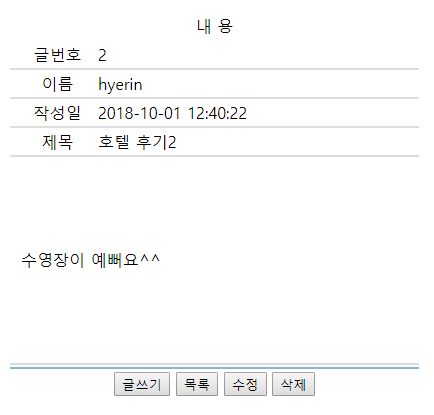 내 용
글번호 2
이름 hyerin
작성일 2018-10-01 12:40:22
제목 호텔 후기2
수영장이 예뻐요^^
글쓰기 목록 수정 삭제